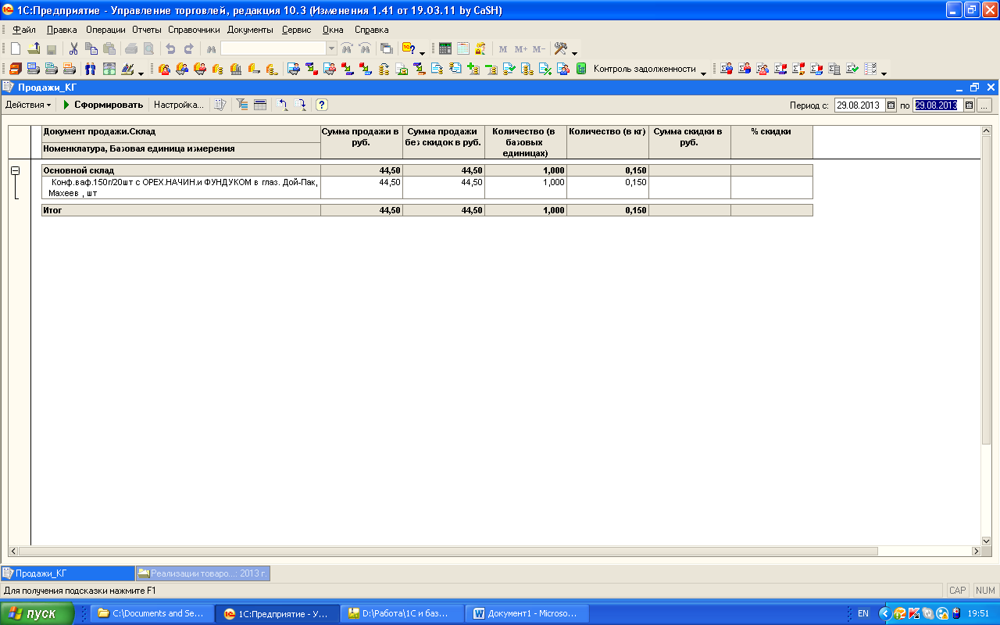 1С:Предприятие - Управление торговлей, редакция 10.3 (Изменения 1.41 от 19.03.11 by CaSH)
Файл Правка Операции Отчеты Справочники Документы Сервис Окна Справка
M M+ M-
Контроль задолженности
Продажи_КГ
Действия Сформировать Настройка... Период с: 29.08.2013 по 29.08.2013 ...
Документ продажи.Склад Сумма продажи в Сумма продажи Количество (в Количество (в кг) Сумма скидки в % скидки
руб. без скидок в руб. базовых руб.
Номенклатура, Базовая единица измерения единицах)
Основной склад 44,50 44,50 1,000 0,150
Конф.ваф.150г/20шт с ОРЕХ.НАЧИН.и ФУНДУКОМ в глаз. Дой-Пак, 44,50 44,50 1,000 0,150
Махеев , шт
Итог 44,50 44,50 1,000 0,150
Продажи_КГ Реализации товаро...: 2013 г.
Для получения подсказки нажмите F1 CAP NUM
пуск C:\Documents and Se... 1С:Предприятие - У... D:\Работа\1С и баз... Документ1 - Microso... EN 19:51